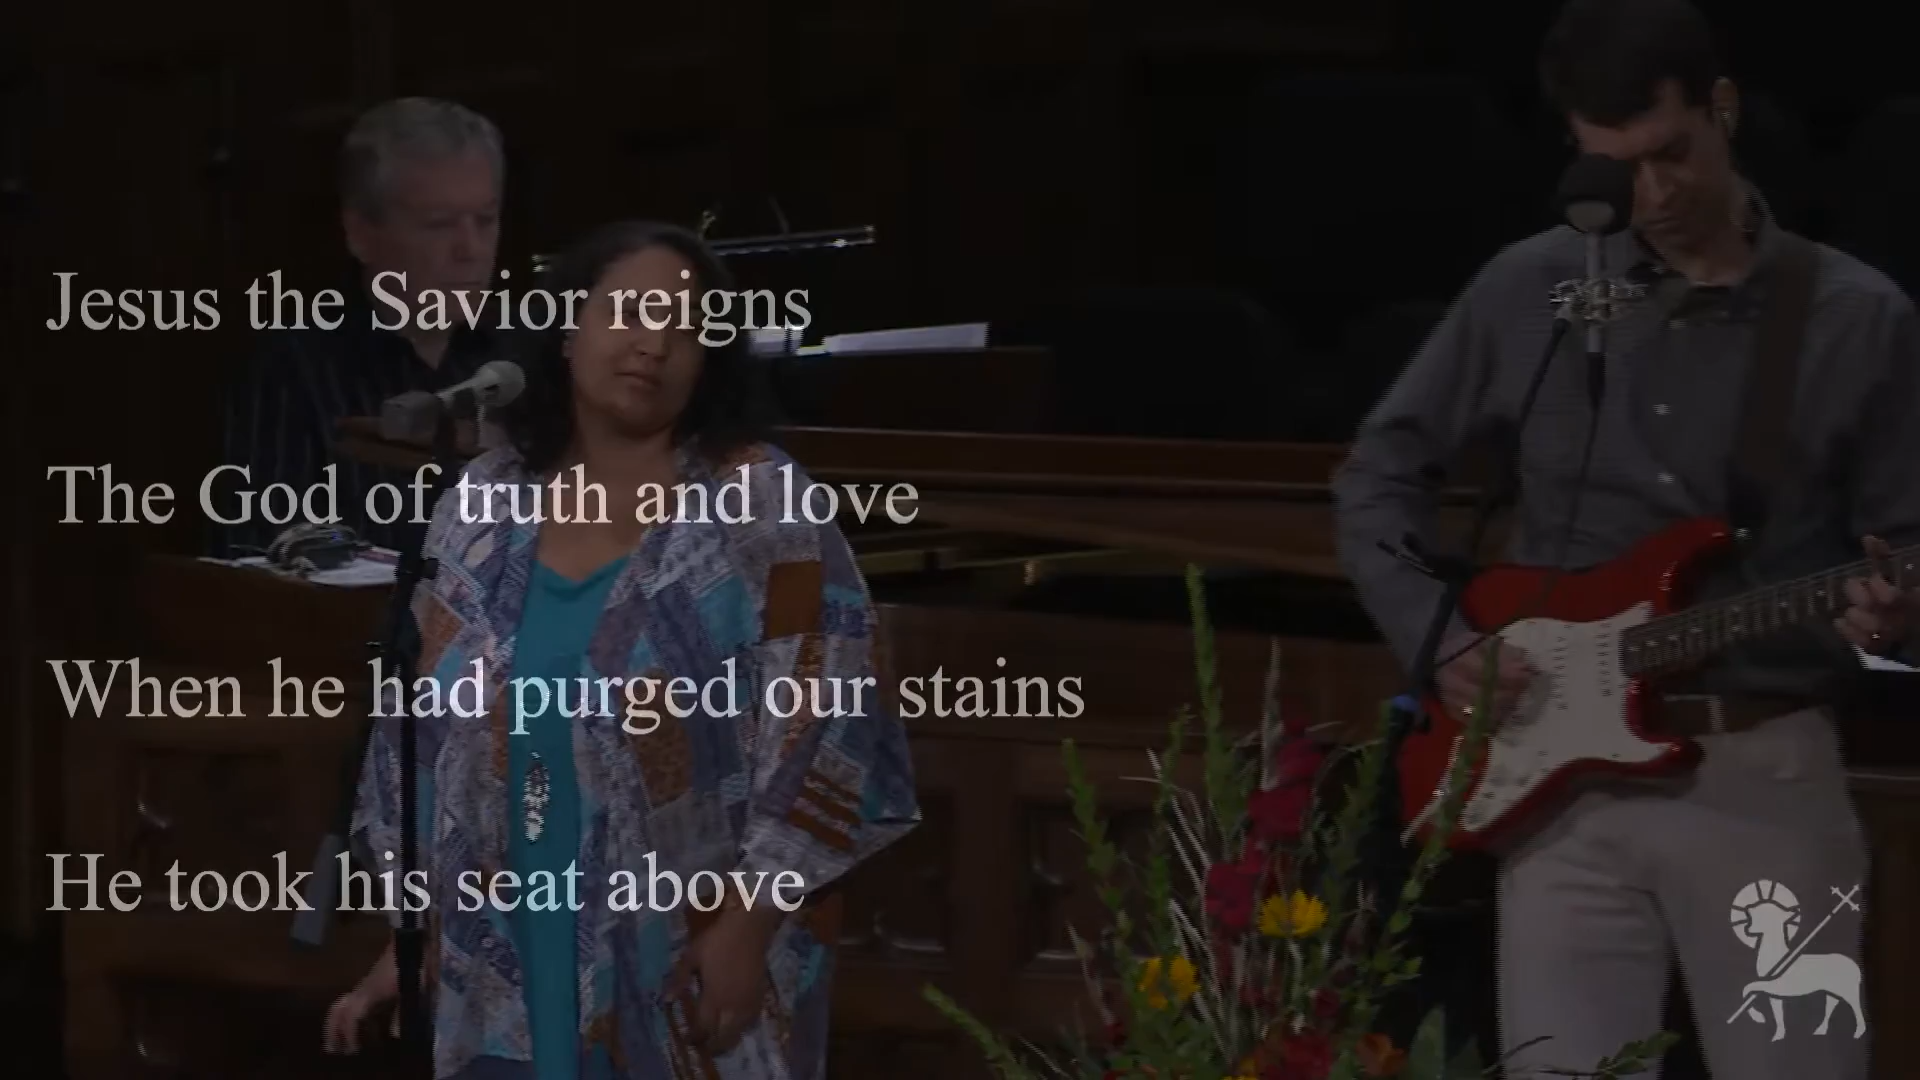 Jesus the Savior reigns
The God of truth and love
When he had purged our stains
He took his seat above